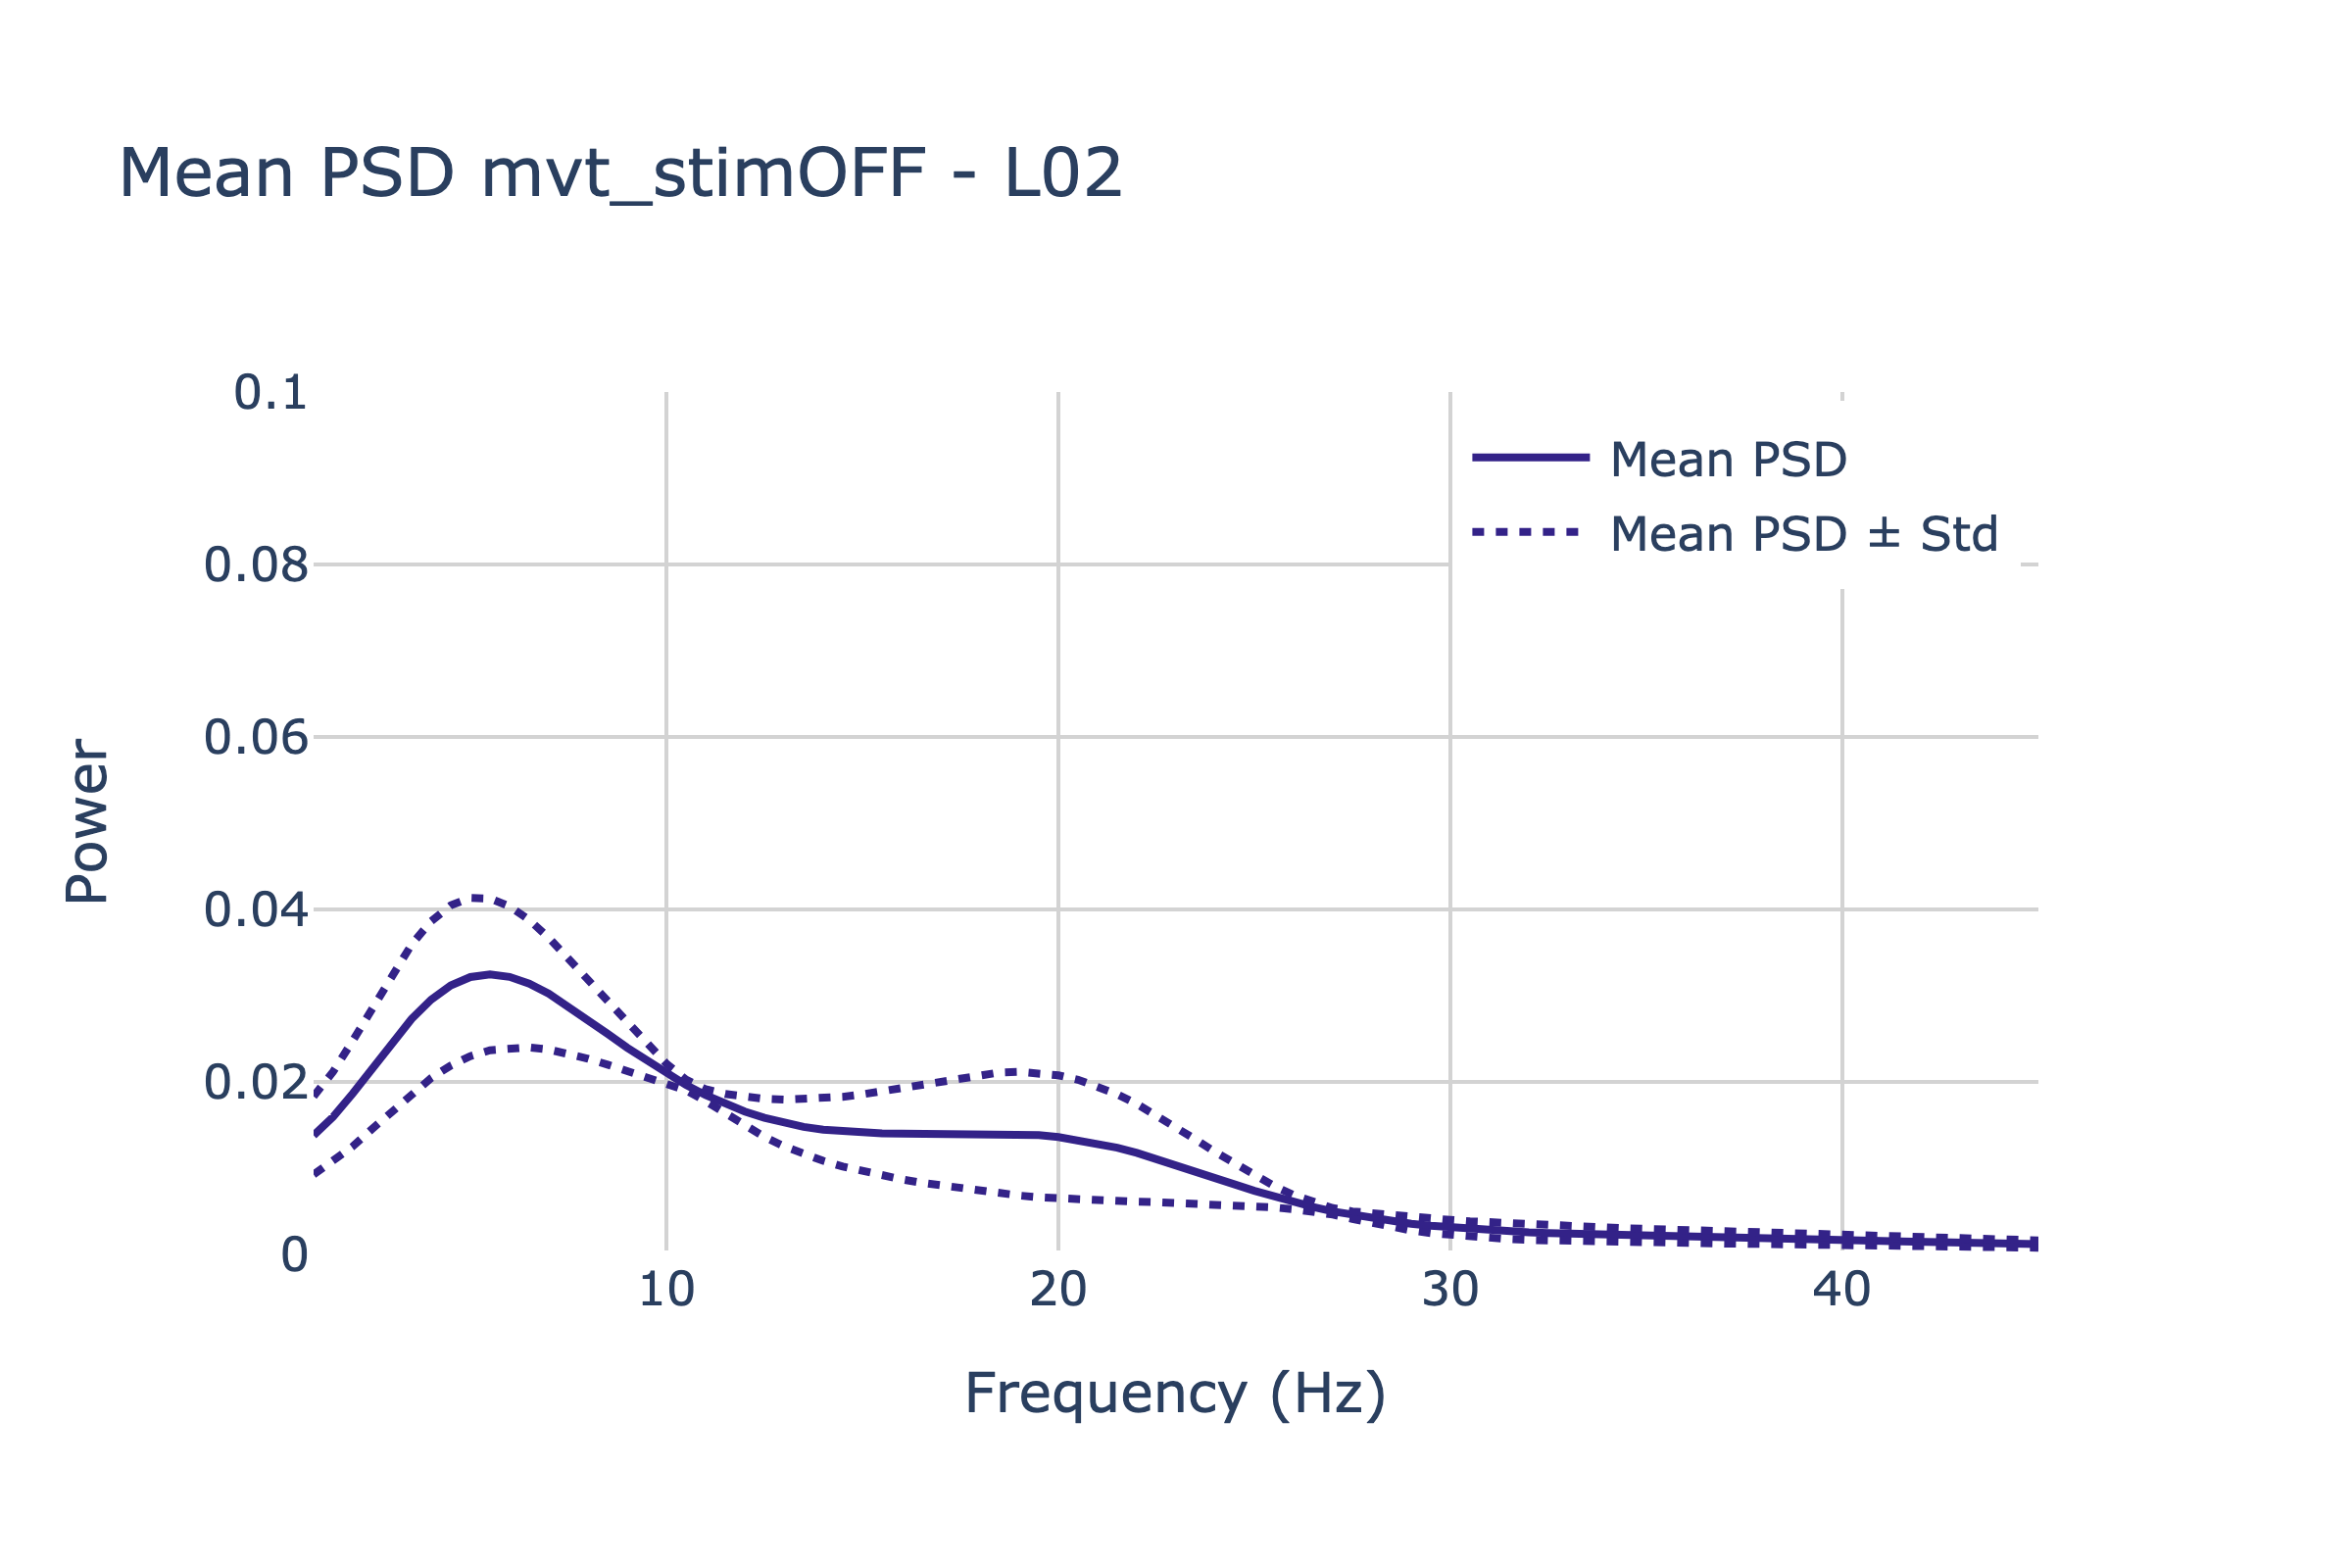 Mean PSD mvt_stimOFF - L02
0.1
Mean PSD
Mean PSD ± Std
0.08
0.06
Power
0.04
0.02
0
10 20 30 40
Frequency (Hz)